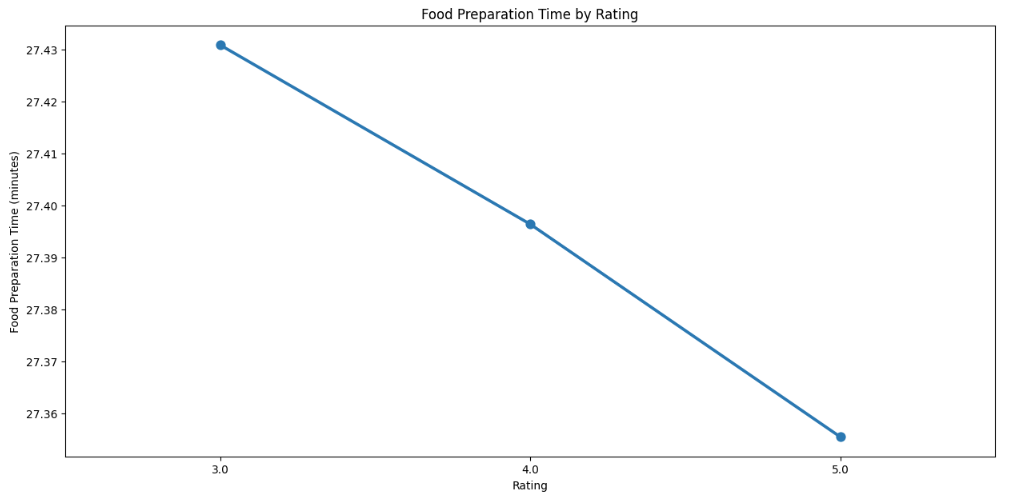 Food Preparation Time by Rating
Food Preparation Time (minutes)
27.43
27.42
27.41
27.40
27.39
27.38
27.37
27.36
3.0 4.0 5.0
Rating